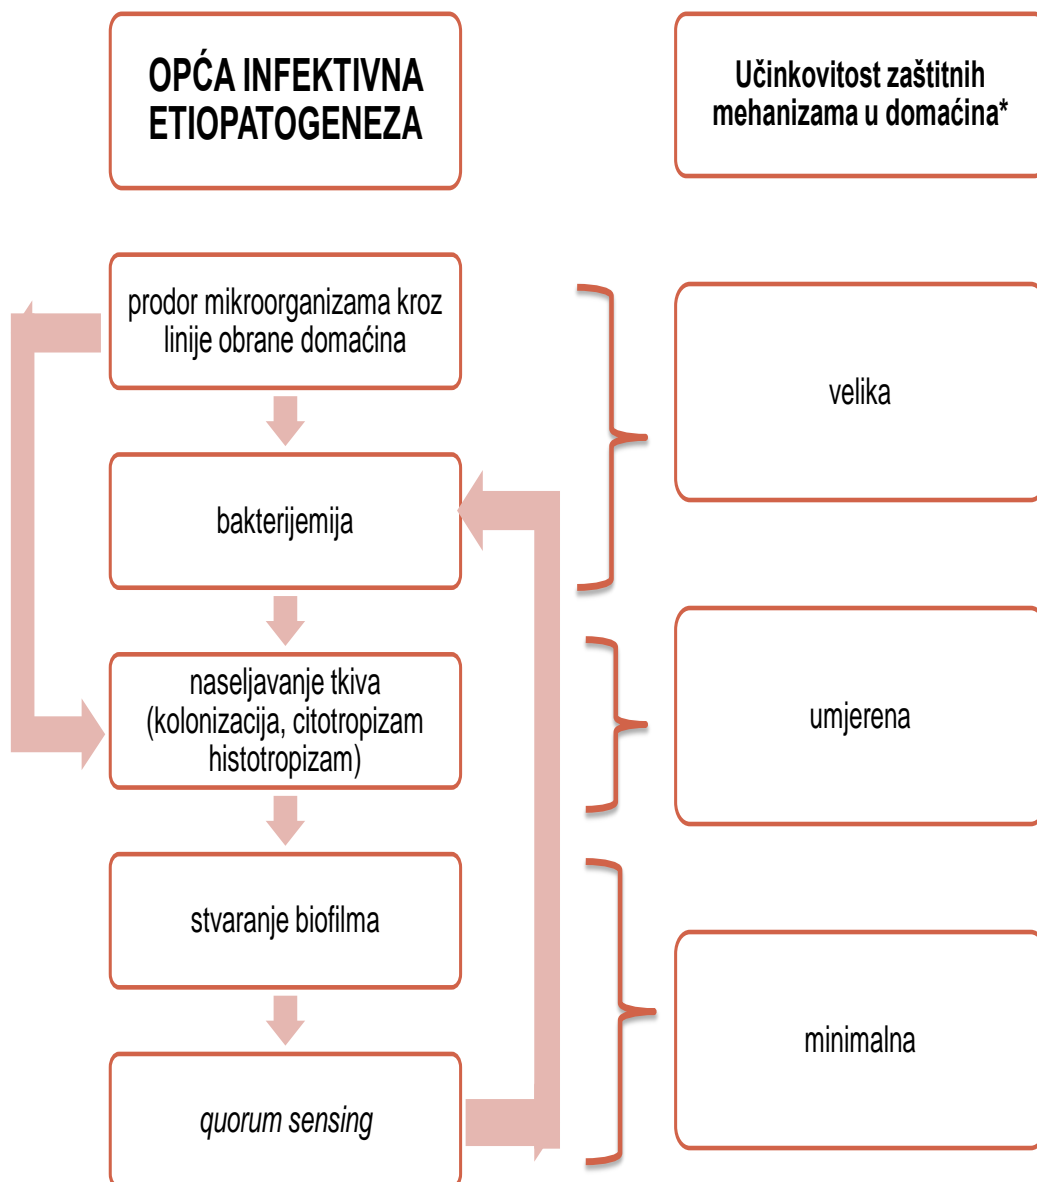 OPĆA INFEKTIVNA
ETIOPATOGENEZA
Učinkovitost zaštitnih
mehanizama u domaćina*
prodor mikroorganizama kroz
linije obrane domaćina
velika
bakterijemija
naseljavanje tkiva
(kolonizacija, citotropizam
histotropizam)
umjerena
stvaranje biofilma
minimalna
quorum sensing